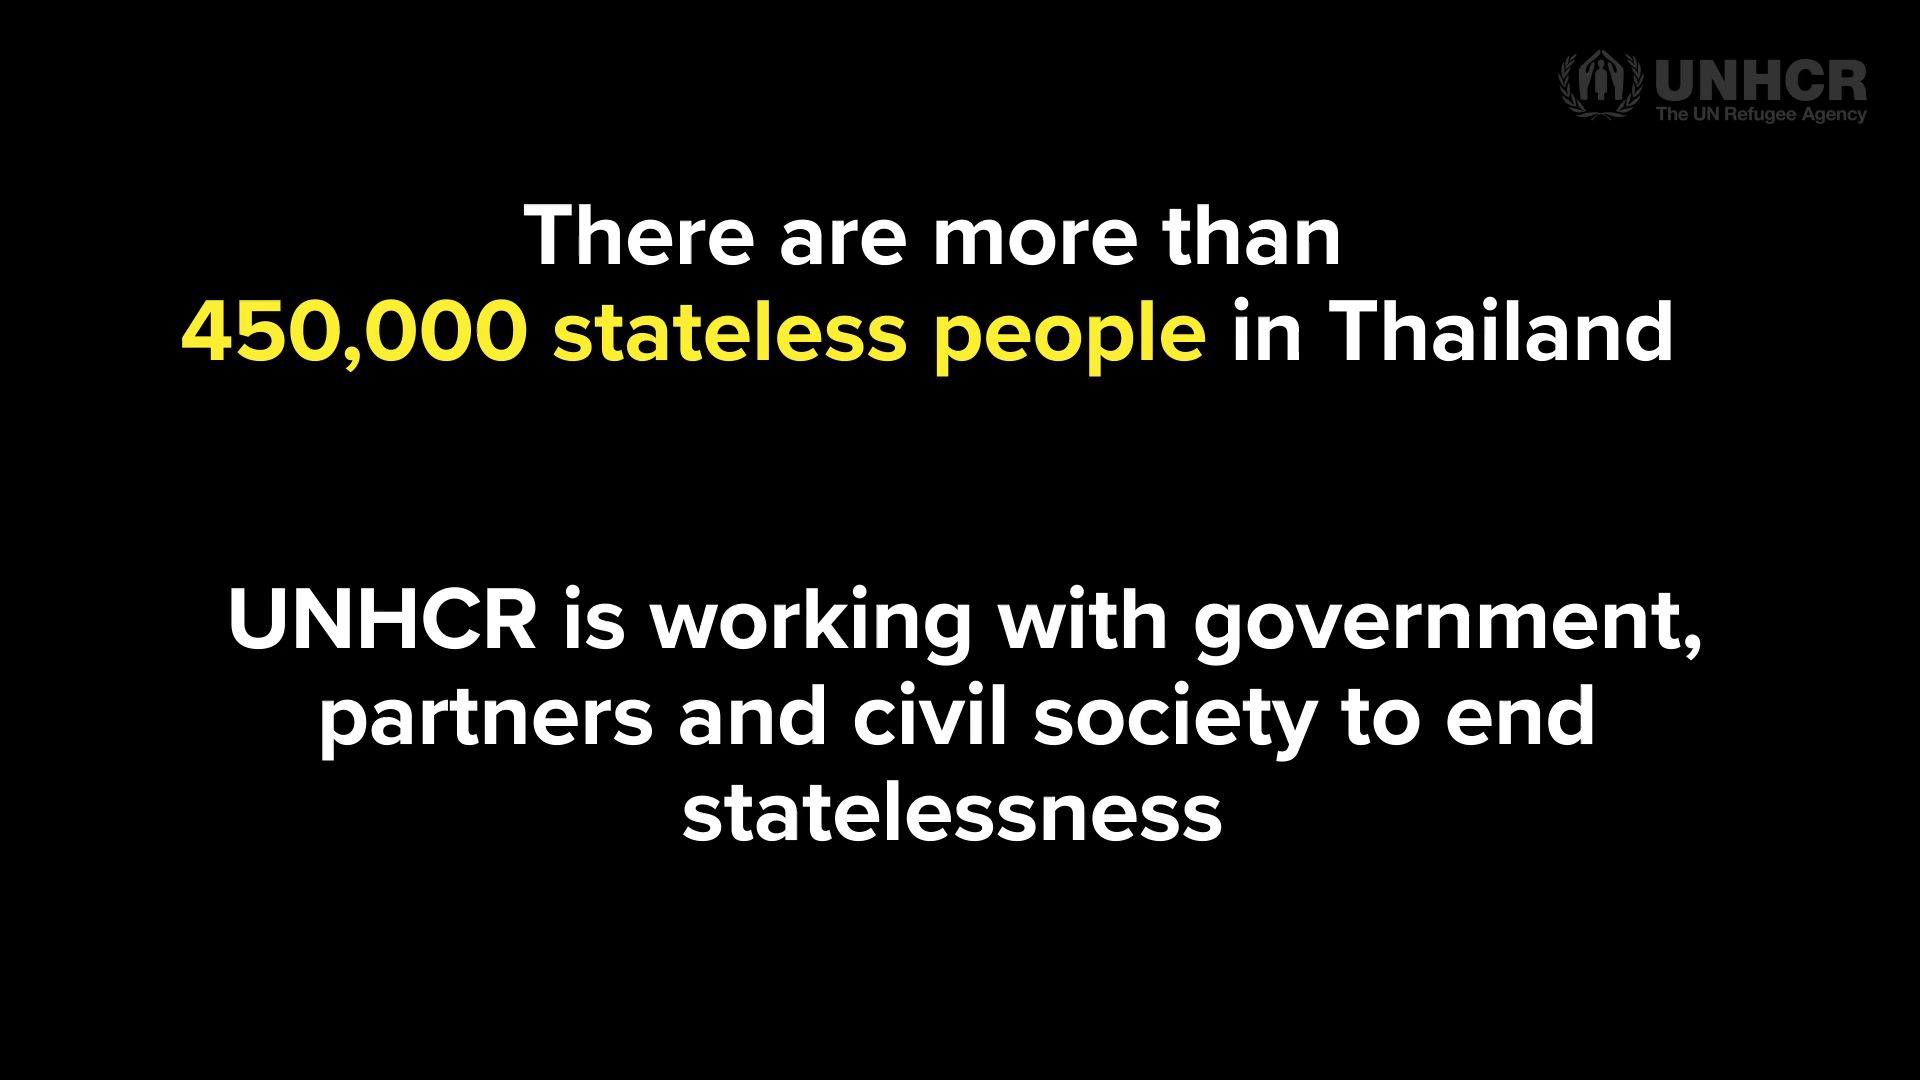 UNHCR
The UN Refugee Agency
There are more than
450,000 stateless people in Thailand
UNHCR is working with government,
partners and civil society to end
statelessness